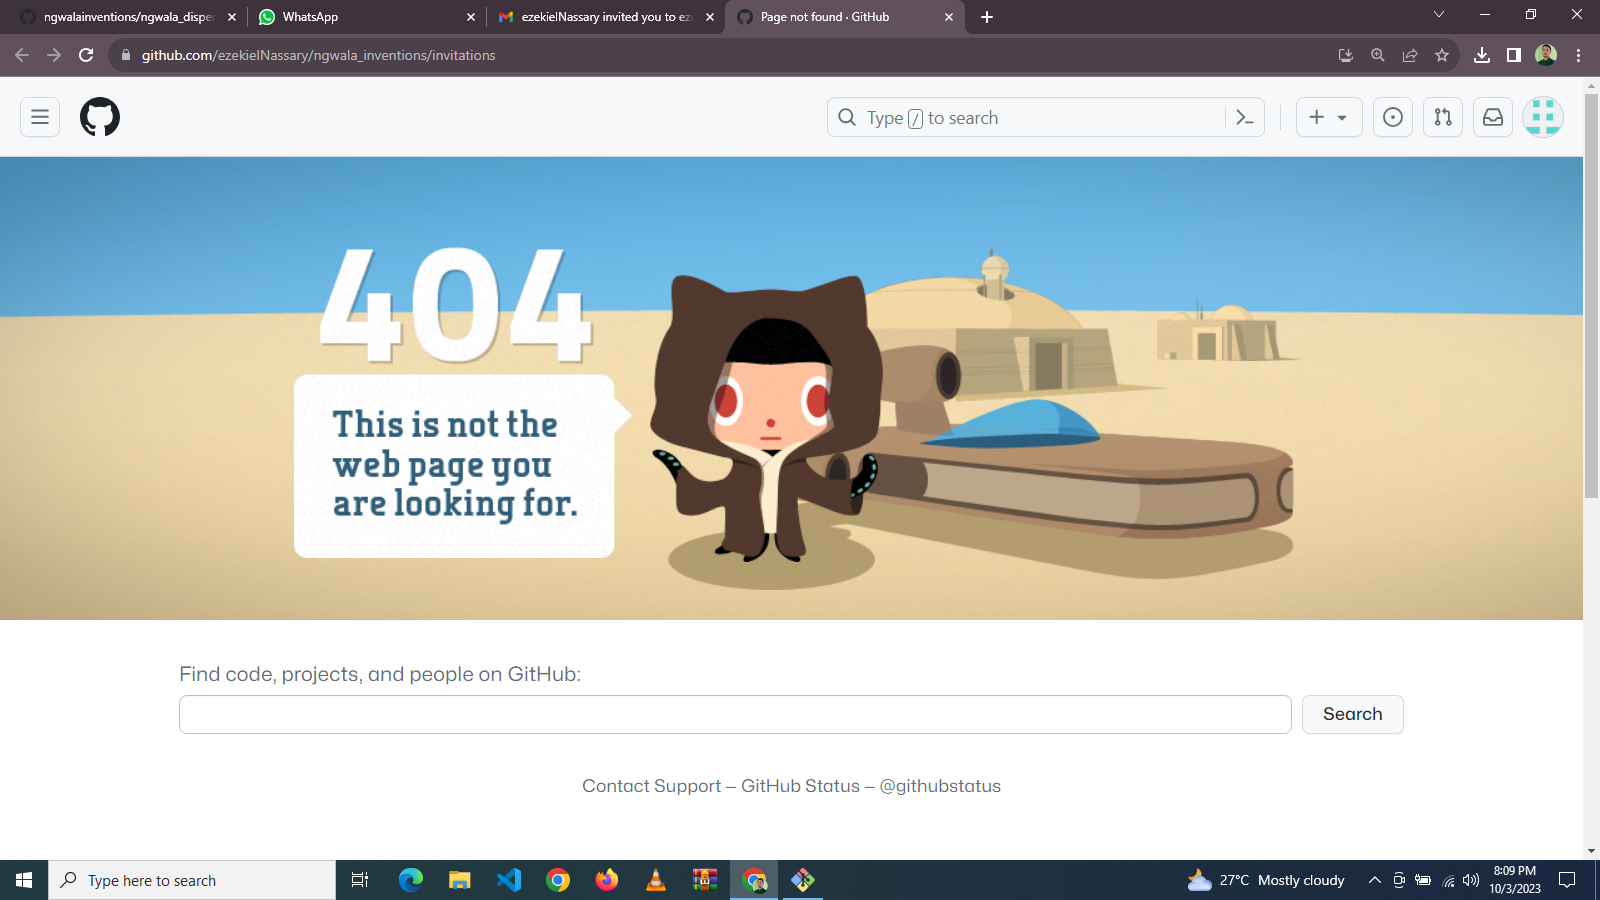 ngwalainventions/ngwala_disper
WhatsApp
ezekielNassary invited you to eze
Page not found · GitHub
github.com/ezekielNassary/ngwala_inventions/invitations
Type / to search
404
This is not the
web page you
are looking for.
Find code, projects, and people on GitHub:
Search
Contact Support — GitHub Status — @githubstatus
Type here to search
27°C Mostly cloudy
8:09 PM
10/3/2023